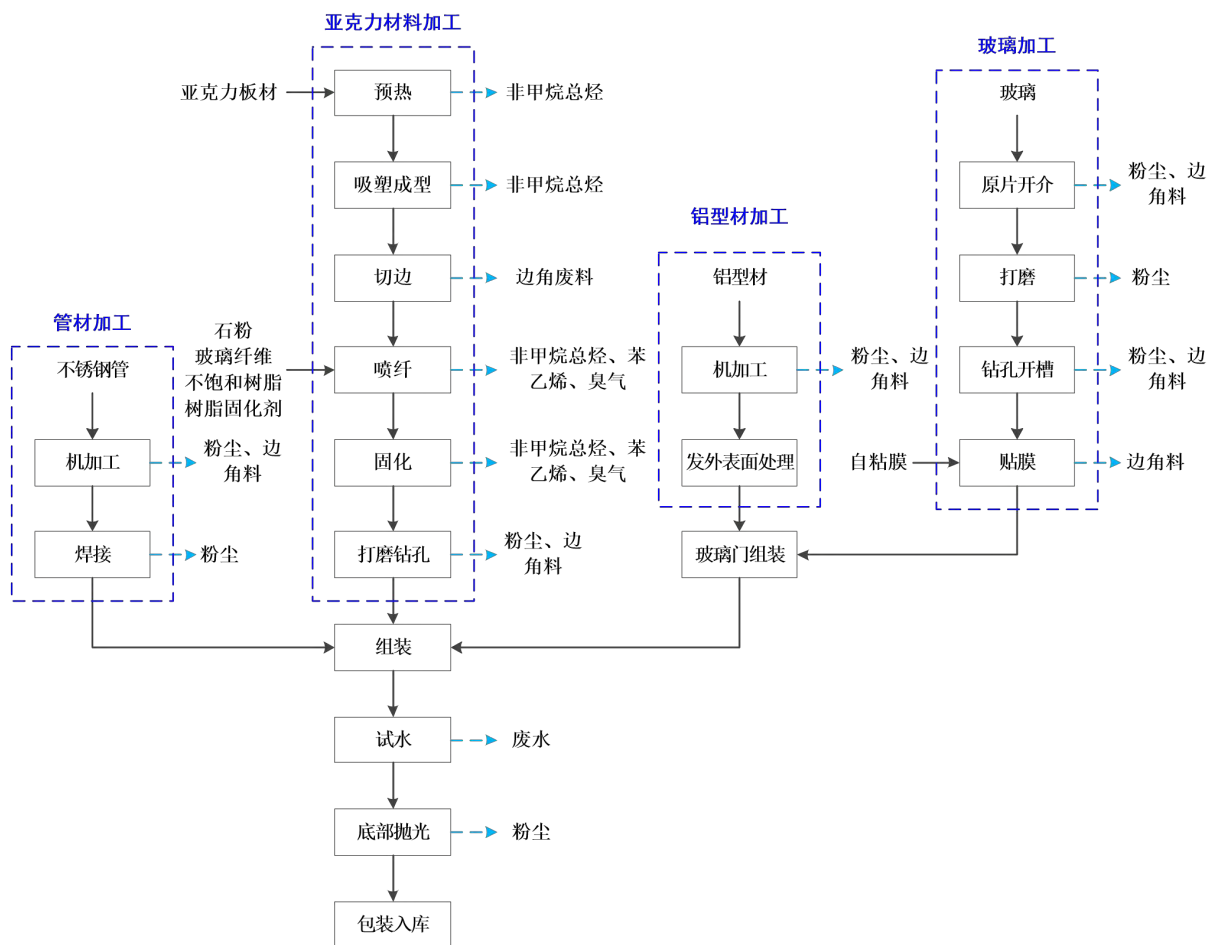 亚克力材料加工
亚克力板材
预热
非甲烷总烃
吸塑成型
非甲烷总烃
切边
边角废料
石粉
玻璃纤维
不饱和树脂
树脂固化剂
喷纤
非甲烷总烃、苯
乙烯、臭气
固化
非甲烷总烃、苯
乙烯、臭气
打磨钻孔
粉尘、边
角料
管材加工
不锈钢管
机加工
粉尘、边
角料
焊接
粉尘
铝型材加工
铝型材
机加工
粉尘、边
角料
发外表面处理
玻璃加工
玻璃
原片开介
粉尘、边
角料
打磨
粉尘
钻孔开槽
粉尘、边
角料
自粘膜
贴膜
边角料
玻璃门组装
组装
试水
废水
底部抛光
粉尘
包装入库